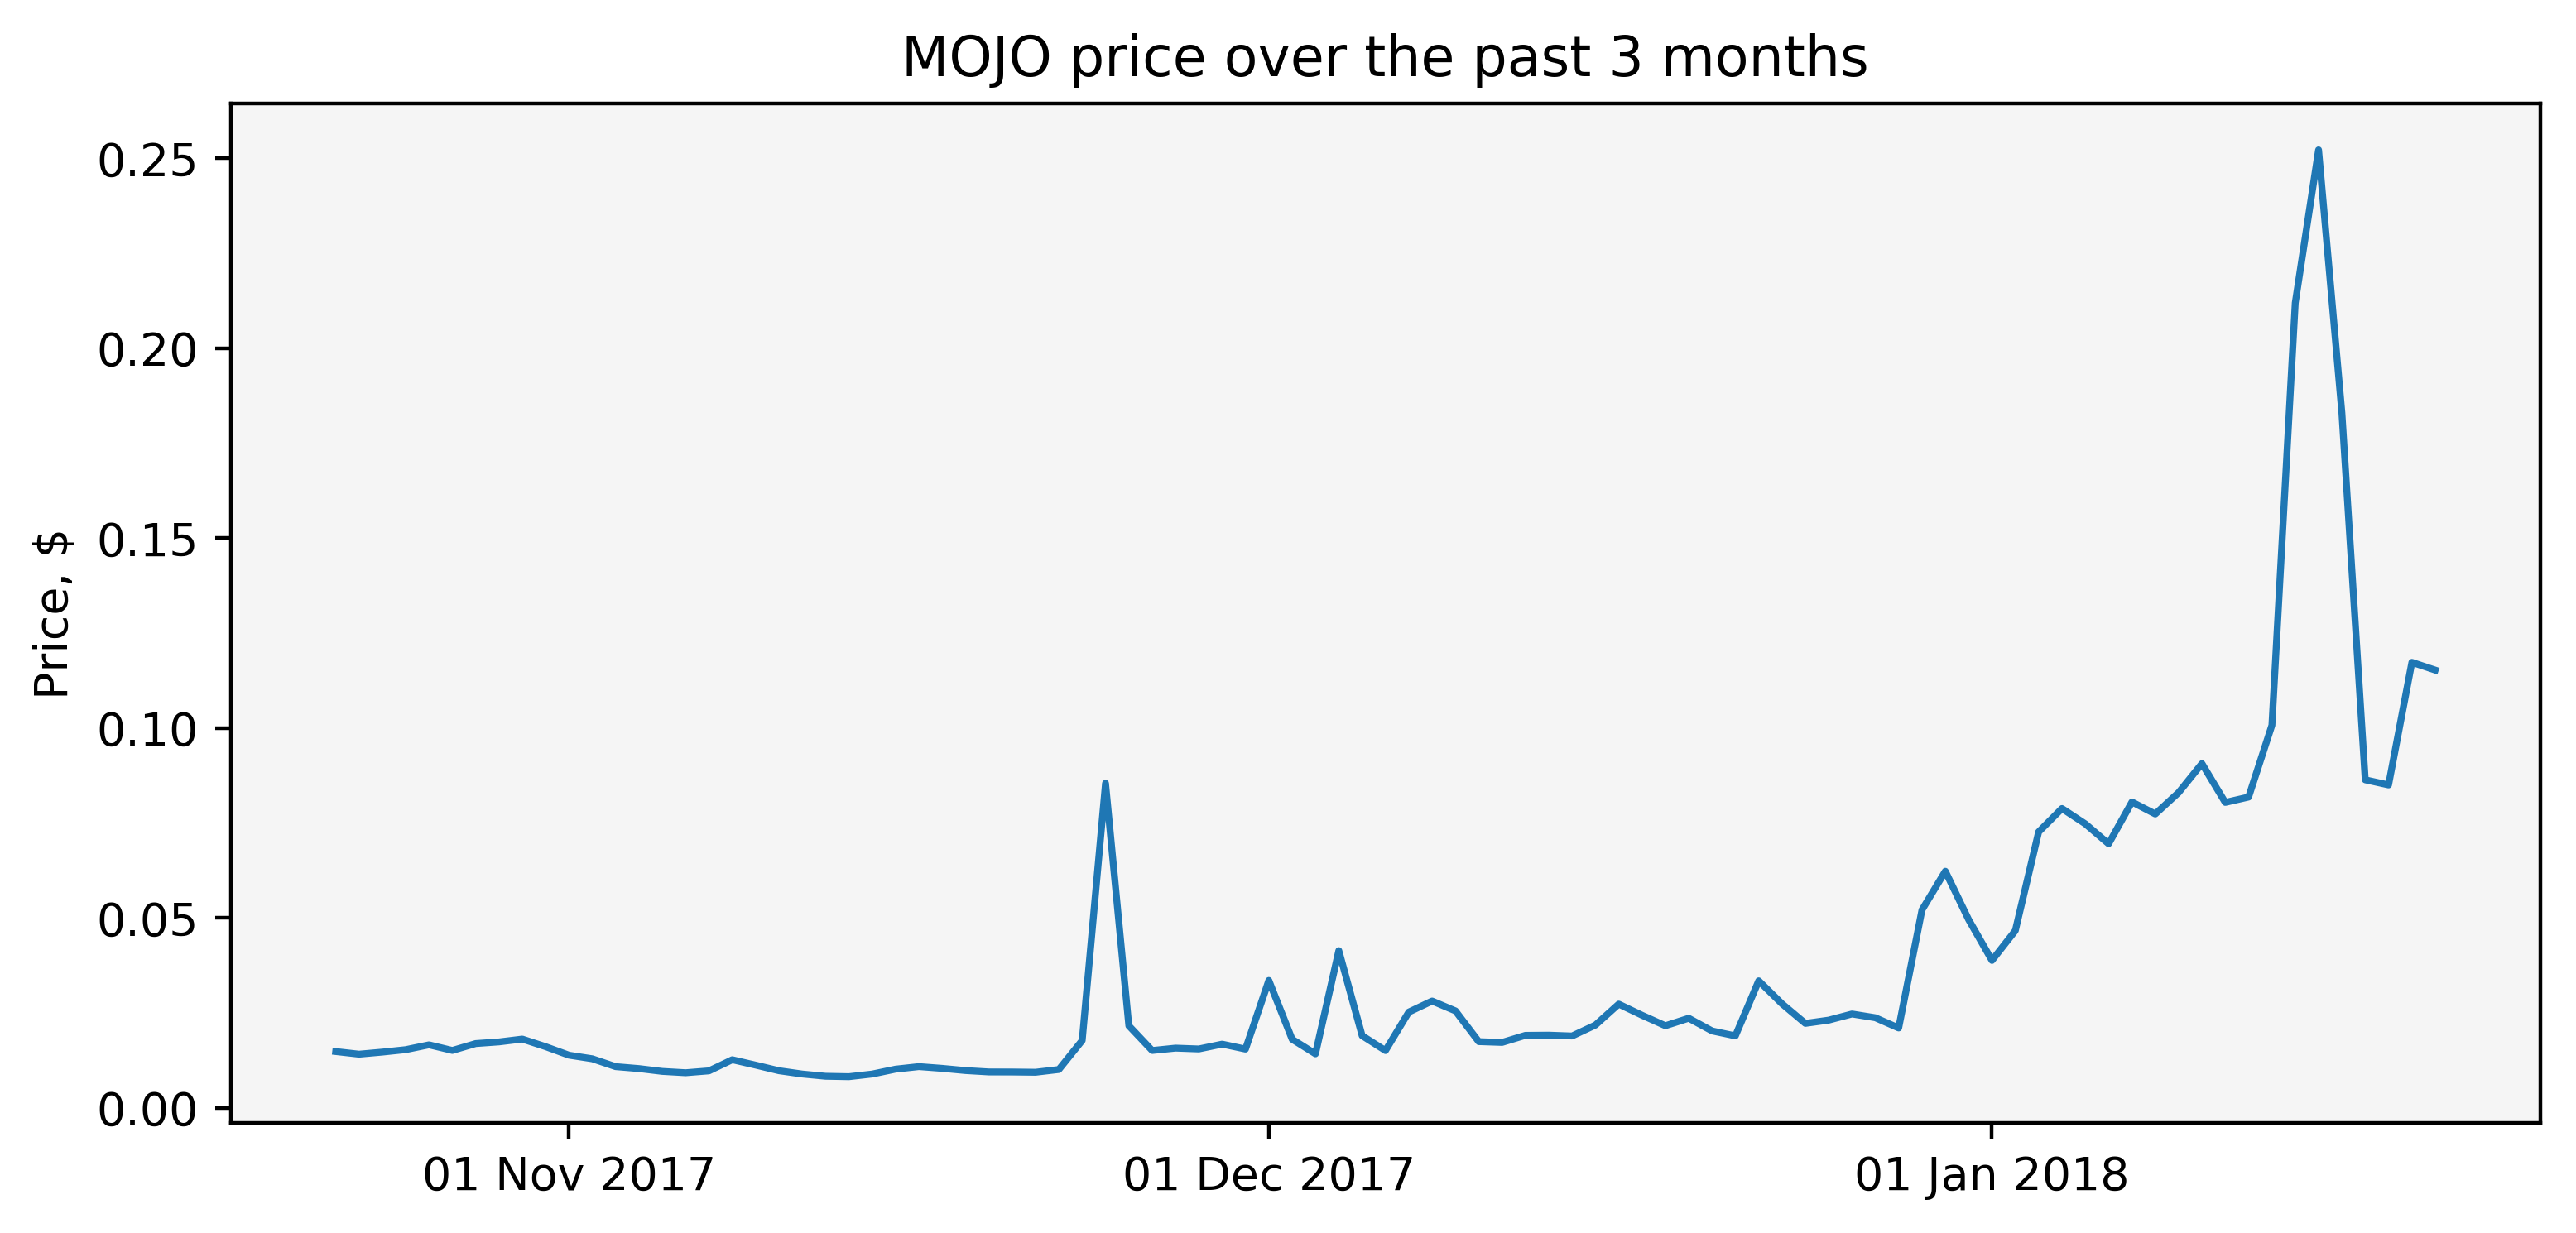 MOJO price over the past 3 months
Price, $
0.25
0.20
0.15
0.10
0.05
0.00
01 Nov 2017
01 Dec 2017
01 Jan 2018